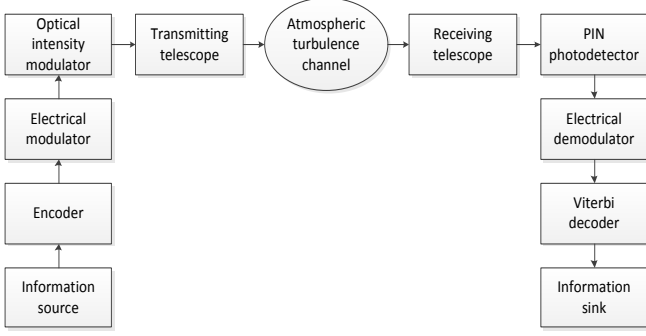 Optical
intensity
modulator
Transmitting
telescope
Atmospheric
turbulence
channel
Receiving
telescope
PIN
photodetector
Electrical
modulator
Electrical
demodulator
Encoder
Viterbi
decoder
Information
source
Information
sink